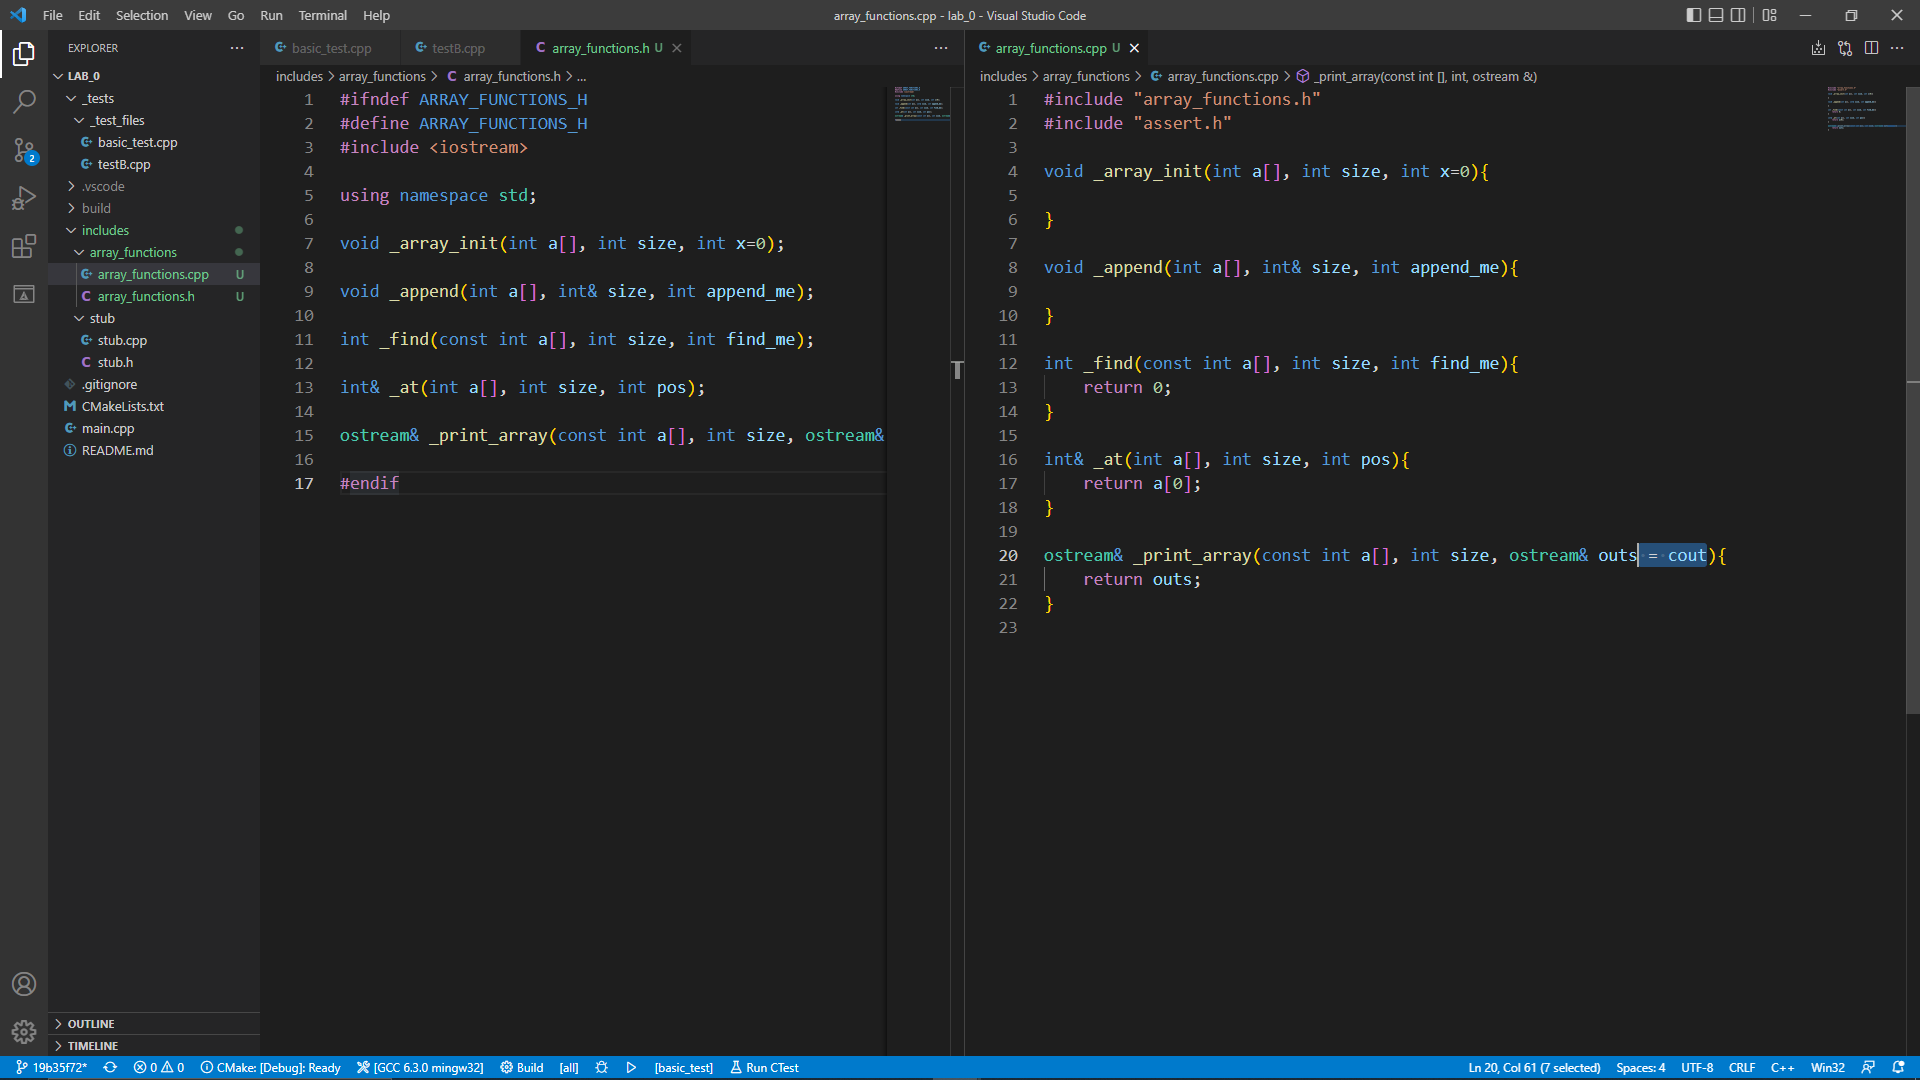 File Edit Selection View Go Run Terminal Help
array_functions.cpp - lab_0 - Visual Studio Code
EXPLORER
LAB_0
_tests
_test_files
basic_test.cpp
testB.cpp
.vscode
build
includes
array_functions
array_functions.cpp U
array_functions.h U
stub
stub.cpp
stub.h
.gitignore
CMakeLists.txt
main.cpp
README.md
OUTLINE
TIMELINE
2
basic_test.cpp testB.cpp array_functions.h U
includes > array_functions > C array_functions.h > ...
1 #ifndef ARRAY_FUNCTIONS_H
2 #define ARRAY_FUNCTIONS_H
3 #include <iostream>
4
5 using namespace std;
6
7 void _array_init(int a[], int size, int x=0);
8
9 void _append(int a[], int& size, int append_me);
10
11 int _find(const int a[], int size, int find_me);
12
13 int& _at(int a[], int size, int pos);
14
15 ostream& _print_array(const int a[], int size, ostream&
16
17 #endif
array_functions.cpp U
includes > array_functions > array_functions.cpp > _print_array(const int [], int, ostream &)
1 #include "array_functions.h"
2 #include "assert.h"
3
4 void _array_init(int a[], int size, int x=0){
5
6 }
7
8 void _append(int a[], int& size, int append_me){
9
10 }
11
12 int _find(const int a[], int size, int find_me){
13 return 0;
14 }
15
16 int& _at(int a[], int size, int pos){
17 return a[0];
18 }
19
20 ostream& _print_array(const int a[], int size, ostream& outs = cout){
21 return outs;
22 }
23
19b35f72* 0 0 CMake: [Debug]: Ready [GCC 6.3.0 mingw32] Build [all] [basic_test] Run CTest Ln 20, Col 61 (7 selected) Spaces: 4 UTF-8 CRLF C++ Win32